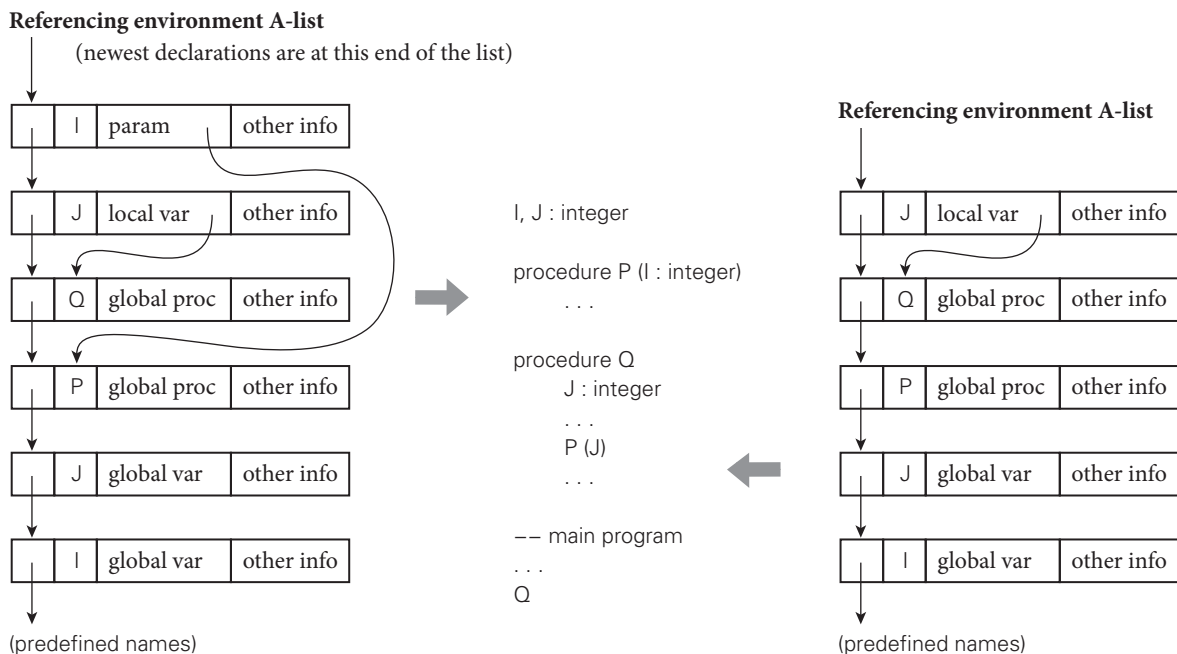 Referencing environment A-list
(newest declarations are at this end of the list)
I param other info
J local var other info
Q global proc other info
P global proc other info
J global var other info
I global var other info
(predefined names)
I, J : integer
procedure P (I : integer)
. . .
procedure Q
J : integer
. . .
P (J)
. . .
−− main program
. . .
Q
Referencing environment A-list
J local var other info
Q global proc other info
P global proc other info
J global var other info
I global var other info
(predefined names)